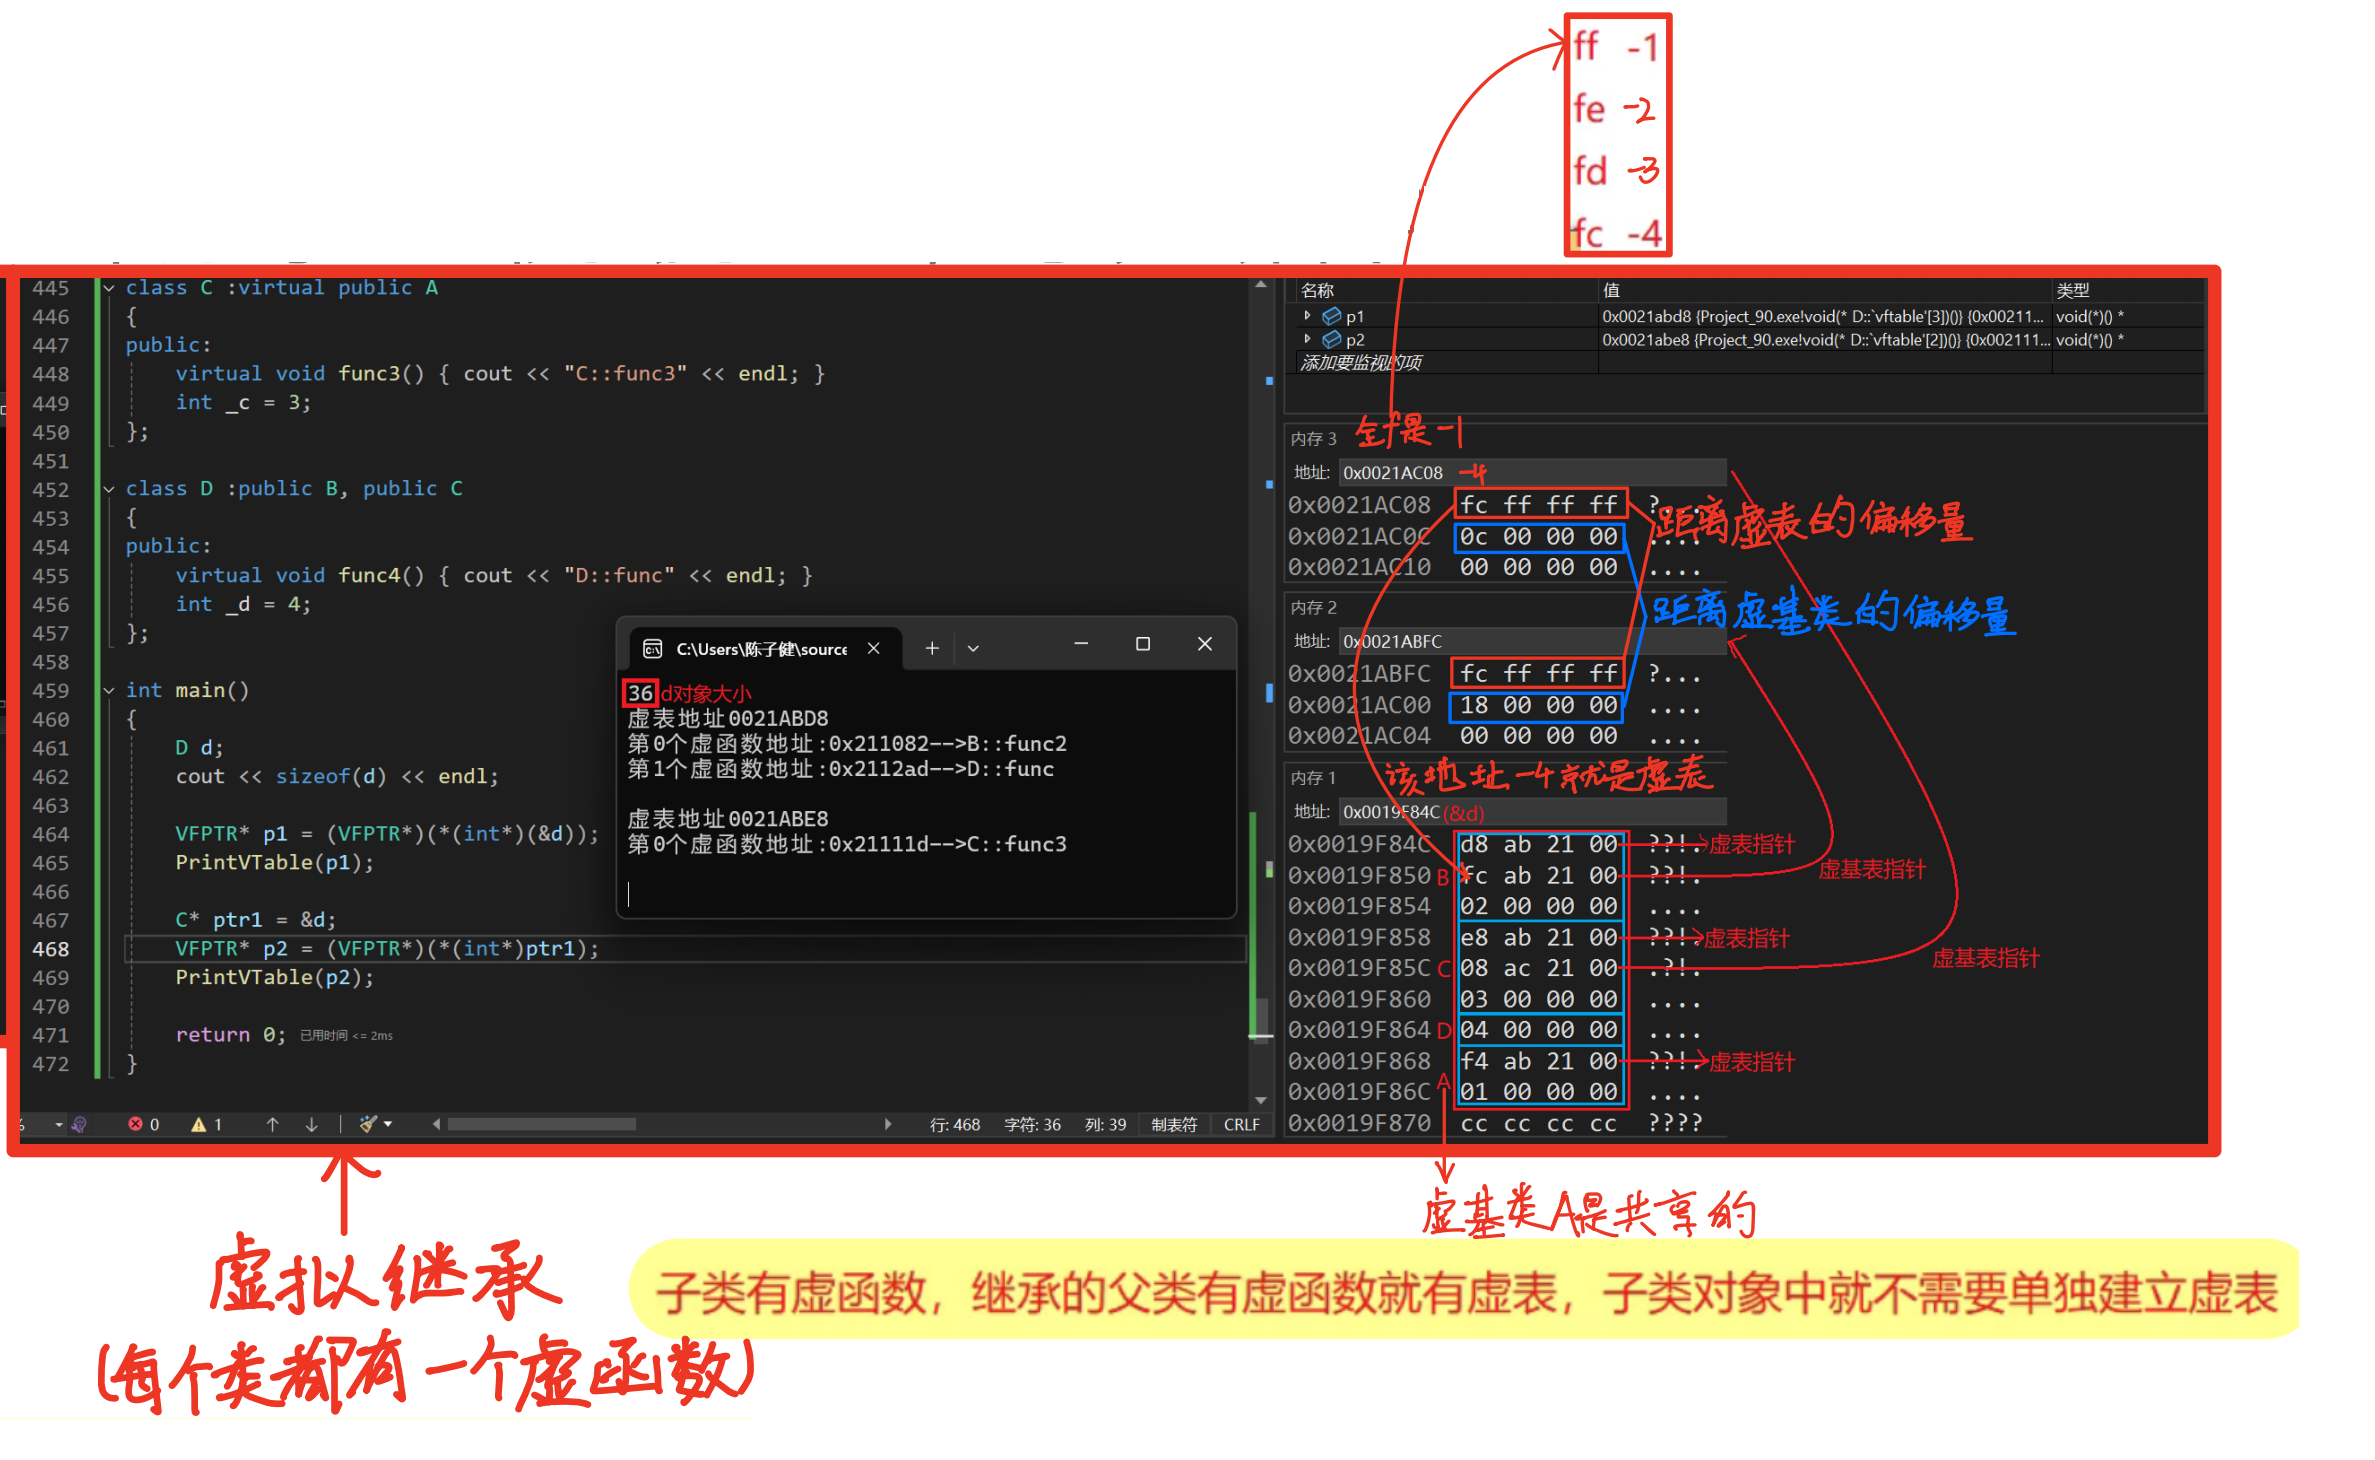 ff -1
fe -2
fd -3
fc -4
445 class C :virtual public A
446 {
447 public:
448 virtual void func3() { cout << "C::func3" << endl; }
449 int _c = 3;
450 };
451
452 class D :public B, public C
453 {
454 public:
455 virtual void func4() { cout << "D::func" << endl; }
456 int _d = 4;
457 };
458
459 int main()
460 {
461 D d;
462 cout << sizeof(d) << endl;
463
464 VFPTR* p1 = (VFPTR*)(*(int*)(&d));
465 PrintVTable(p1);
466
467 C* ptr1 = &d;
468 VFPTR* p2 = (VFPTR*)(*(int*)ptr1);
469 PrintVTable(p2);
470
471 return 0; 已用时间 <= 2ms
472 }
0 1 行: 468 字符: 36 列: 39 制表符 CRLF
C:\Users\陈子健\source
36 d对象大小
虚表地址0021ABD8
第0个虚函数地址:0x211082-->B::func2
第1个虚函数地址:0x2112ad-->D::func
虚表地址0021ABE8
第0个虚函数地址:0x21111d-->C::func3
名称 值 类型
p1 0x0021abd8 {Project_90.exe!void(* D::`vftable'[3])()} {0x00211... void(*)() *
p2 0x0021abe8 {Project_90.exe!void(* D::`vftable'[2])()} {0x002111... void(*)() *
添加要监视的项
内存 3 全f是-1
地址: 0x0021AC08 -4
0x0021AC08 fc ff ff ff ?...
0x0021AC0C 0c 00 00 00 ....
0x0021AC10 00 00 00 00 ....
距离虚表的偏移量
内存 2
地址: 0x0021ABFC
距离虚基类的偏移量
0x0021ABFC fc ff ff ff ?...
0x0021AC00 18 00 00 00 ....
0x0021AC04 00 00 00 00 ....
内存 1 该地址-4就是虚表
地址: 0x0019F84C (&d)
0x0019F84C d8 ab 21 00 ??!. 虚表指针
0x0019F850 B fc ab 21 00 ??!. 虚基表指针
0x0019F854 02 00 00 00 ....
0x0019F858 e8 ab 21 00 ??!. 虚表指针
0x0019F85C C 08 ac 21 00 .?!. 虚基表指针
0x0019F860 03 00 00 00 ....
0x0019F864 D 04 00 00 00 ....
0x0019F868 f4 ab 21 00 ??!. 虚表指针
0x0019F86C A 01 00 00 00 ....
0x0019F870 cc cc cc cc ????
虚基类A是共享的
虚拟继承
(每个类都有一个虚函数)
子类有虚函数，继承的父类有虚函数就有虚表，子类对象中就不需要单独建立虚表